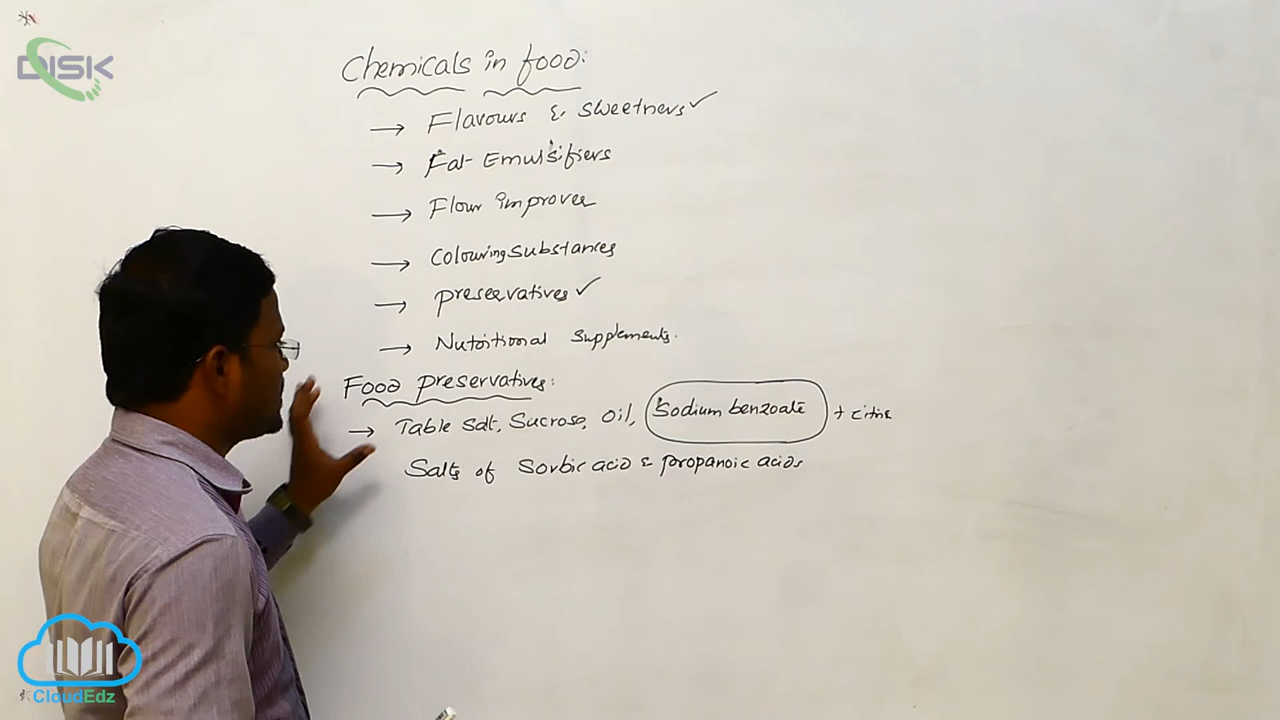 DISK
Chemicals in food:
→ Flavours & sweetners ✓
→ Fat Emulsifiers
→ Flour improver
→ Colouring substances
→ preservatives ✓
→ Nutritional supplements.
Food preservatives:
→ Table salt, Sucrose, oil, Sodium benzoate + citric
Salts of Sorbic acid & propanoic acids
CloudEdz